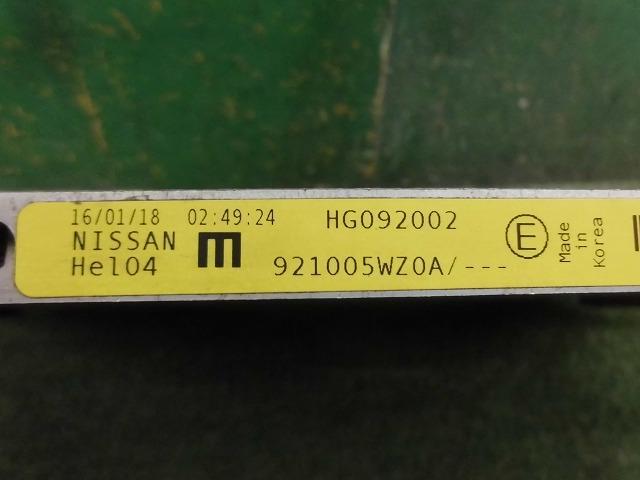 16/01/18 02:49:24 HG092002
NISSAN
Hel04 921005WZ0A/---
E
Made
in
Korea